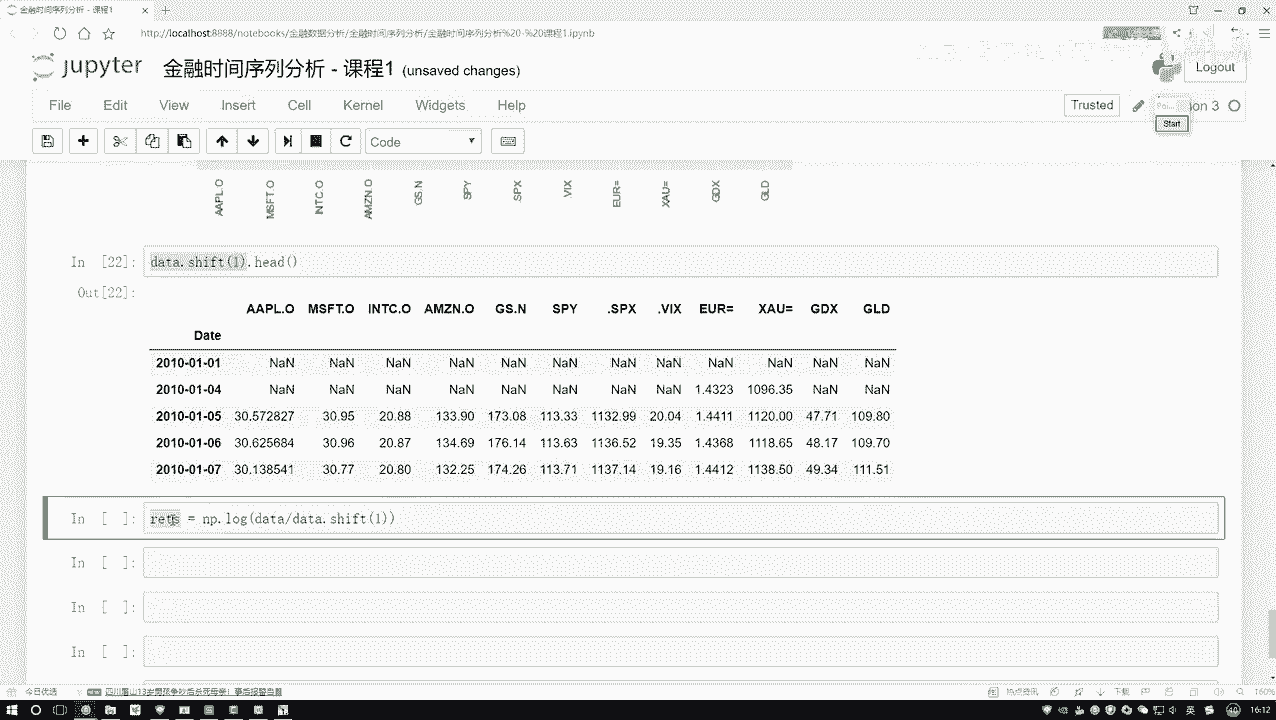 金融时间序列分析 - 课程1
http://localhost:8888/notebooks/金融数据分析/金融时间序列分析/金融时间序列分析%20-%20课程1.ipynb
jupyter 金融时间序列分析 - 课程1 (unsaved changes)
Logout
File Edit View Insert Cell Kernel Widgets Help
Trusted
on 3
Start
Code
AAPL.O MSFT.O INTC.O AMZN.O GS.N SPY .SPX .VIX EUR= XAU= GDX GLD
In [22]: data.shift(1).head()
Out[22]:
AAPL.O MSFT.O INTC.O AMZN.O GS.N SPY .SPX .VIX EUR= XAU= GDX GLD
Date
2010-01-01 NaN NaN NaN NaN NaN NaN NaN NaN NaN NaN NaN NaN
2010-01-04 NaN NaN NaN NaN NaN NaN NaN NaN 1.4323 1096.35 NaN NaN
2010-01-05 30.572827 30.95 20.88 133.90 173.08 113.33 1132.99 20.04 1.4411 1120.00 47.71 109.80
2010-01-06 30.625684 30.96 20.87 134.69 176.14 113.63 1136.52 19.35 1.4368 1118.65 48.17 109.70
2010-01-07 30.138541 30.77 20.80 132.25 174.26 113.71 1137.14 19.16 1.4412 1138.50 49.34 111.51
In [ ]: rets = np.log(data/data.shift(1))
In [ ]:
In [ ]:
In [ ]:
今日优选
热点资讯
下载
160%
英
16:12